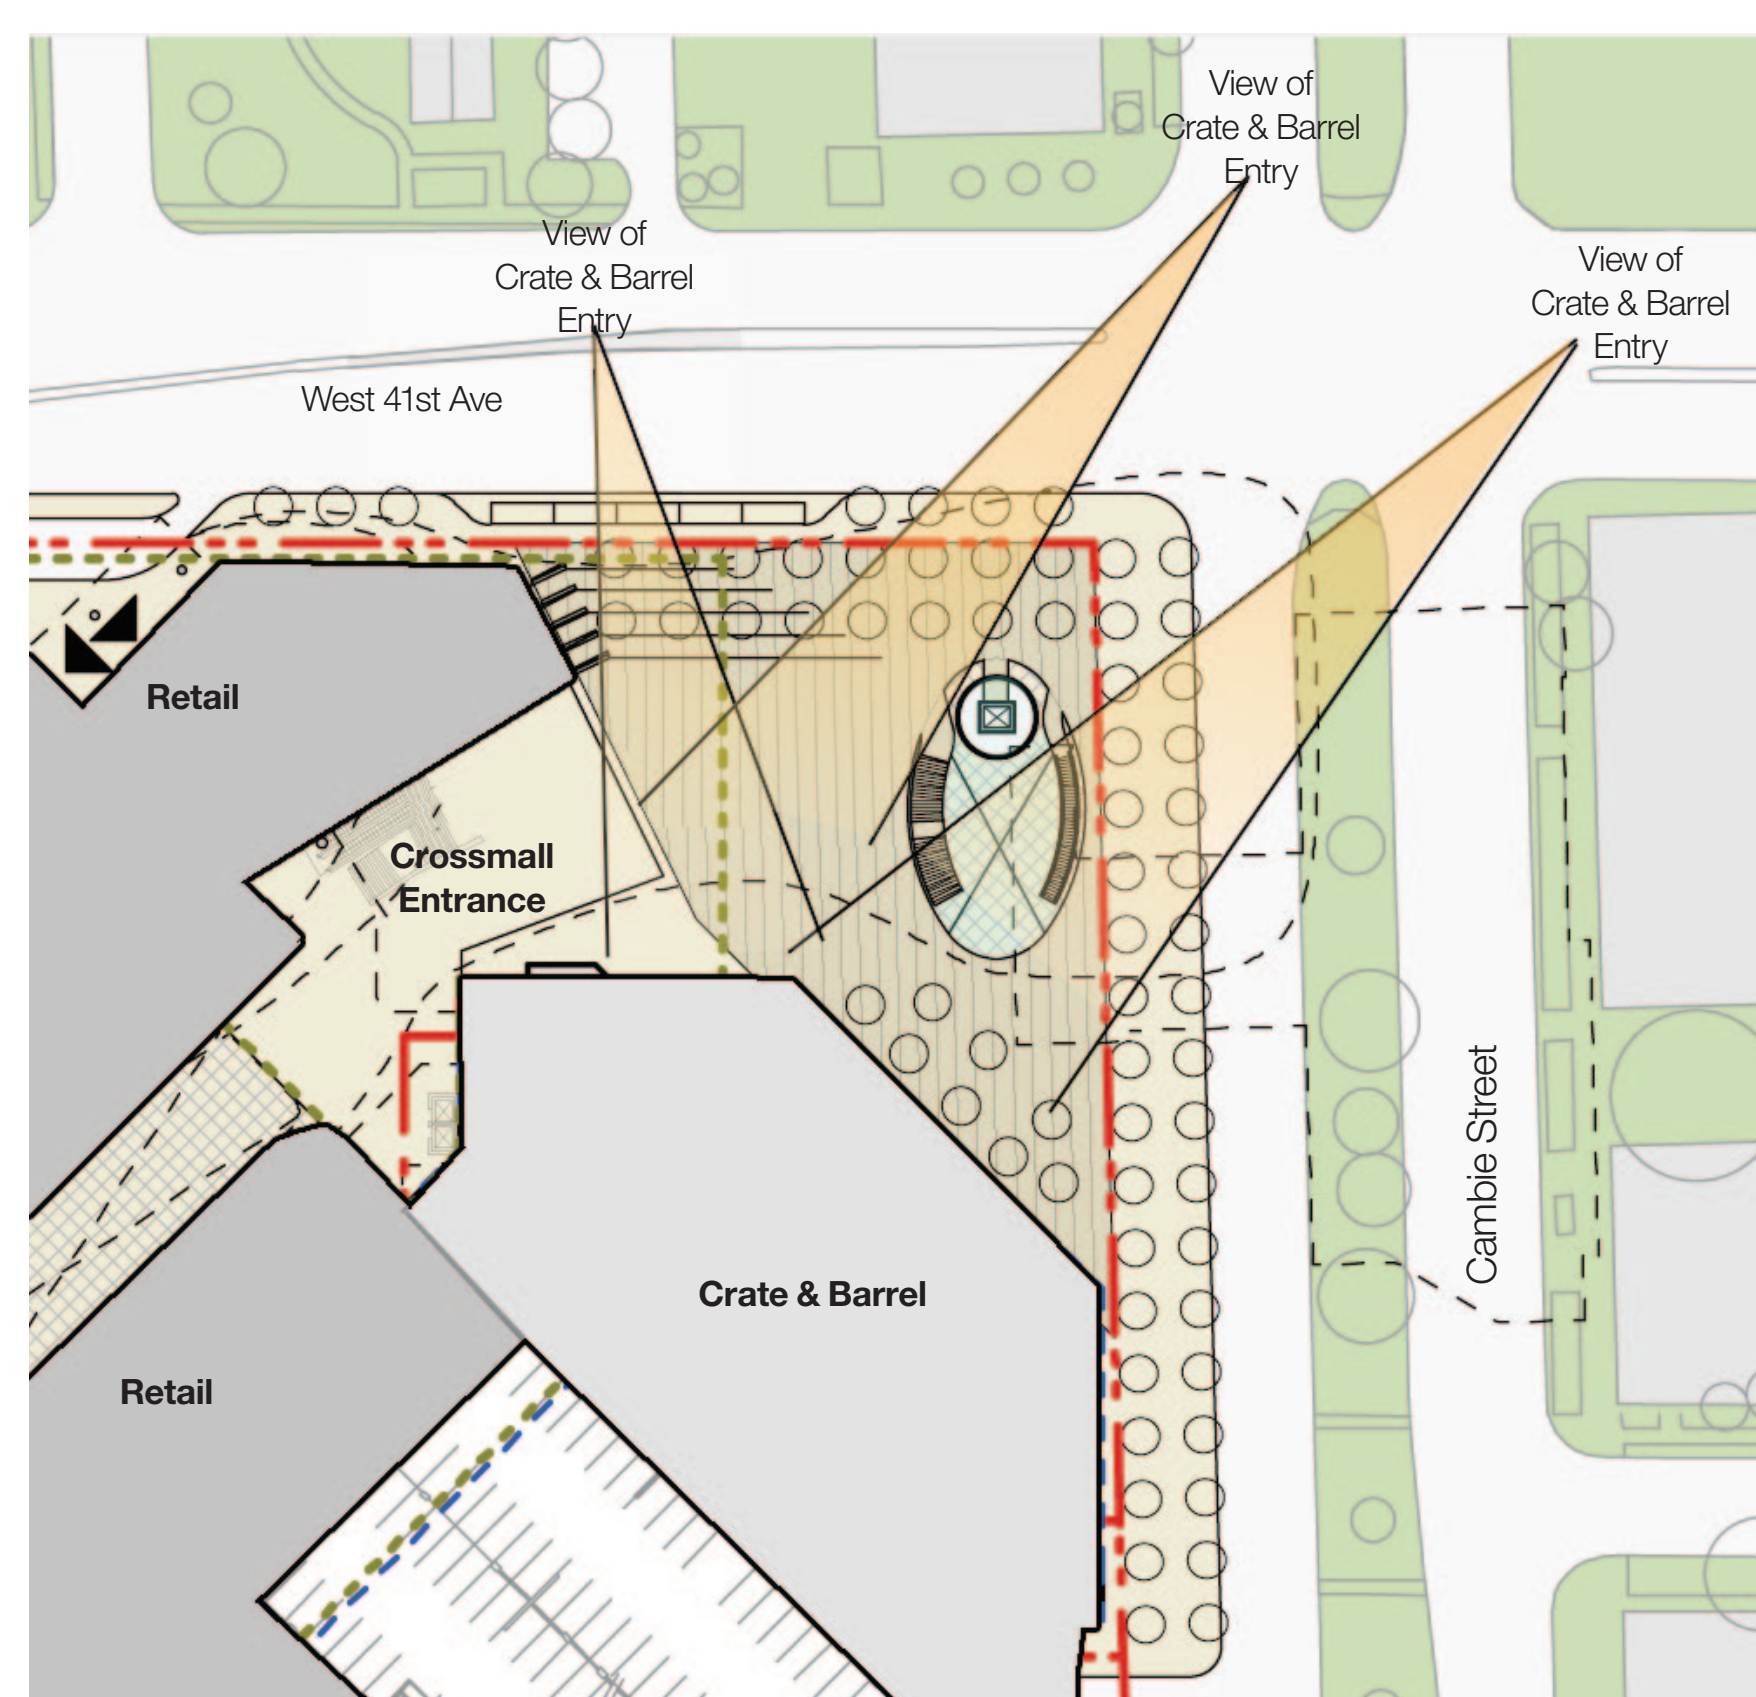 View of
Crate & Barrel
Entry
View of
Crate & Barrel
Entry
View of
Crate & Barrel
Entry
West 41st Ave
Retail
Crossmall
Entrance
Cambie Street
Crate & Barrel
Retail